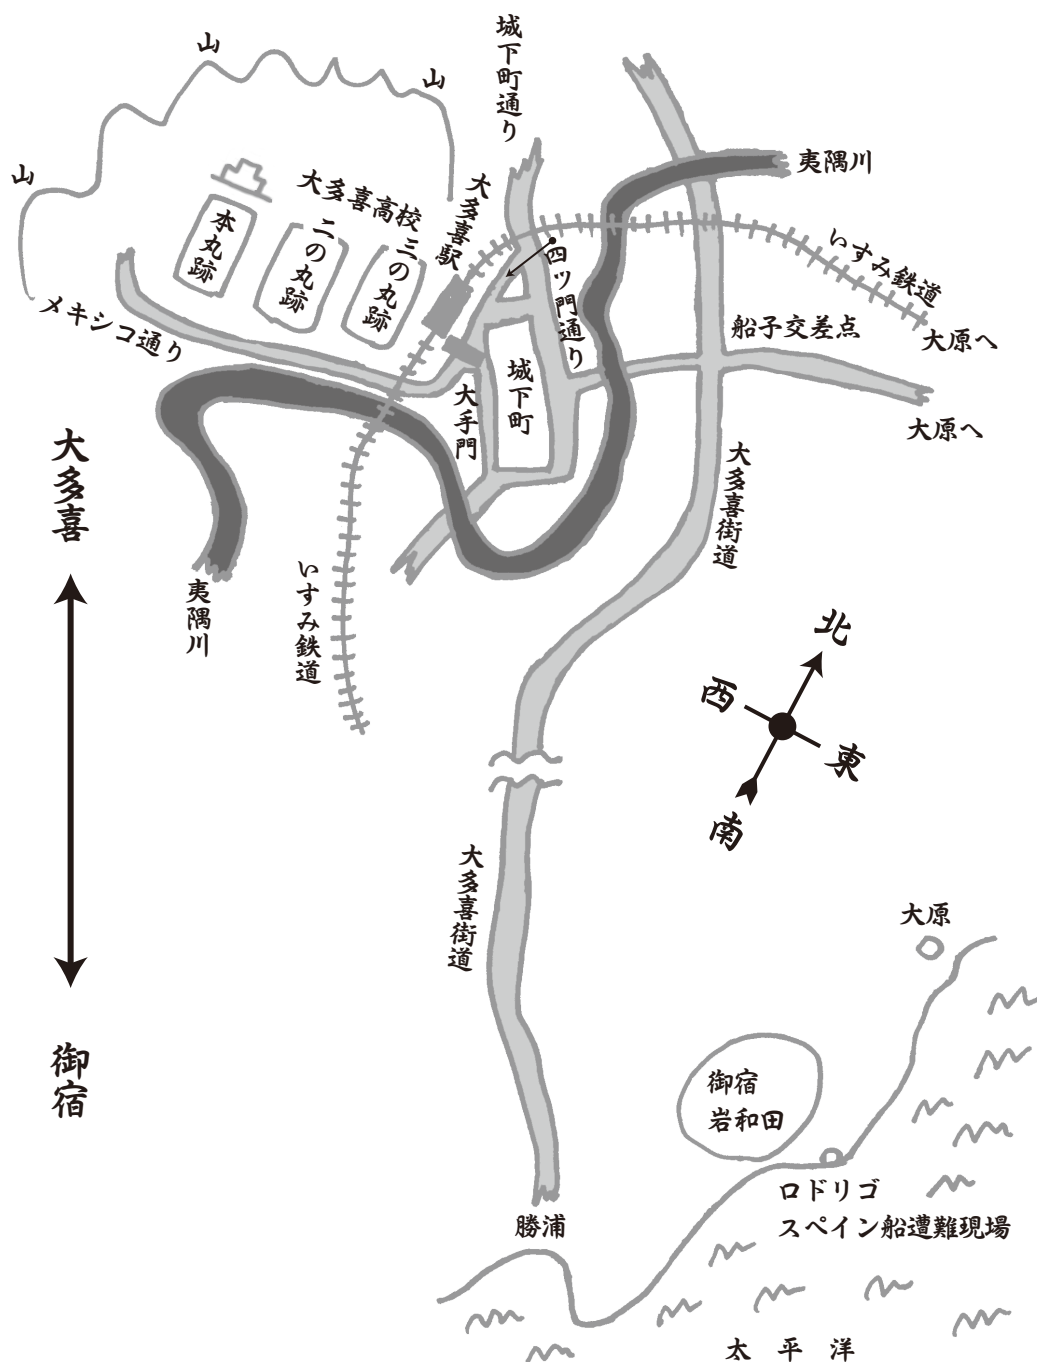 城下町通り
山
山
山
夷隅川
大多喜高校
大多喜駅
本丸跡
二の丸跡
三の丸跡
四ッ門通り
いすみ鉄道
大原へ
メキシコ通り
船子交差点
城下町
大手門
大原へ
大多喜
大多喜街道
夷隅川
いすみ鉄道
北
西
東
南
大多喜街道
大原
御宿
御宿
岩和田
ロドリゴ
スペイン船遭難現場
勝浦
太平洋